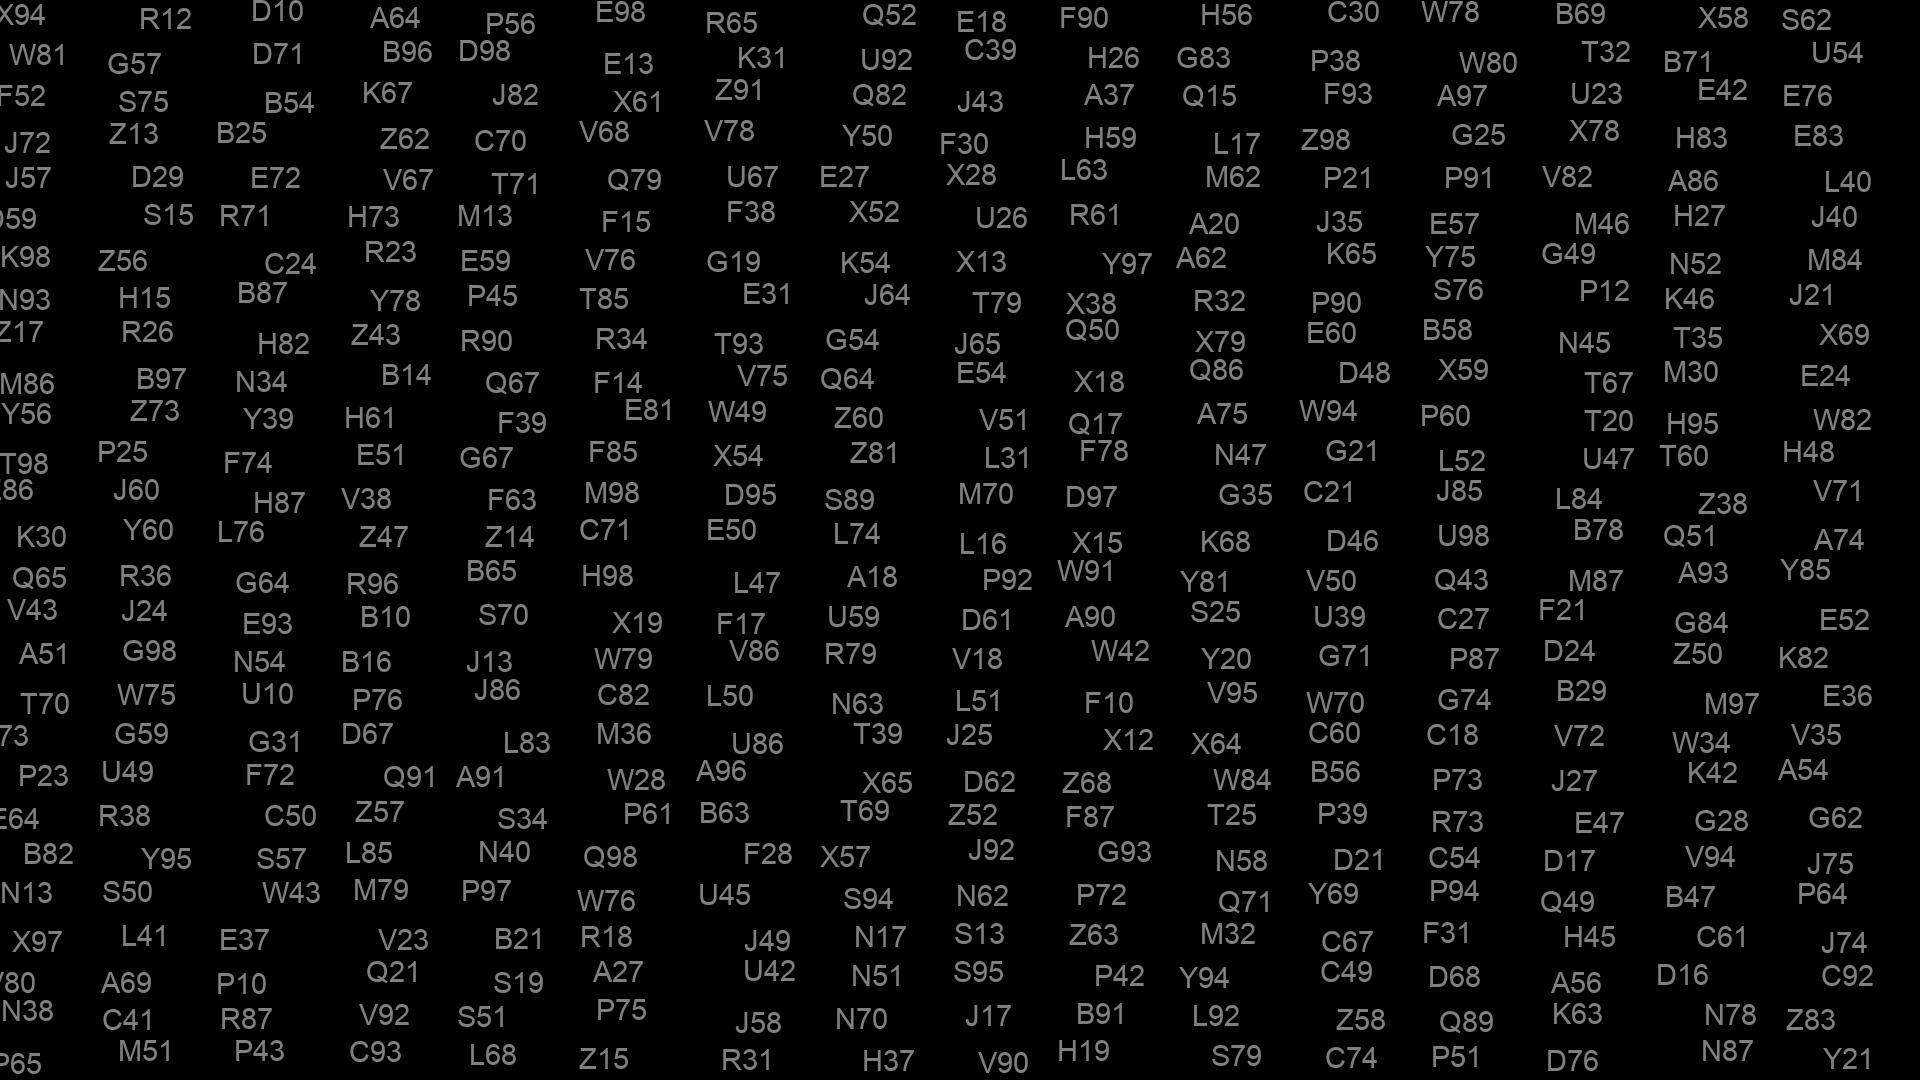 X94 R12 D10 A64 P56 E98 R65 Q52 E18 F90 H56 C30 W78 B69 X58 S62
W81 G57 D71 B96 D98 E13 K31 U92 C39 H26 G83 P38 W80 T32 B71 U54
F52 S75 B54 K67 J82 X61 Z91 Q82 J43 A37 Q15 F93 A97 U23 E42 E76
J72 Z13 B25 Z62 C70 V68 V78 Y50 F30 H59 L17 Z98 G25 X78 H83 E83
J57 D29 E72 V67 T71 Q79 U67 E27 X28 L63 M62 P21 P91 V82 A86 L40
S15 R71 H73 M13 F15 F38 X52 U26 R61 A20 J35 E57 M46 H27 J40
K98 Z56 C24 R23 E59 V76 G19 K54 X13 Y97 A62 K65 Y75 G49 N52 M84
N93 H15 B87 Y78 P45 T85 E31 J64 T79 X38 R32 P90 S76 P12 K46 J21
Z17 R26 H82 Z43 R90 R34 T93 G54 J65 Q50 X79 E60 B58 N45 T35 X69
M86 B97 N34 B14 Q67 F14 V75 Q64 E54 X18 Q86 D48 X59 T67 M30 E24
Y56 Z73 Y39 H61 F39 E81 W49 Z60 V51 Q17 A75 W94 P60 T20 H95 W82
T98 P25 F74 E51 G67 F85 X54 Z81 L31 F78 N47 G21 L52 U47 T60 H48
J60 H87 V38 F63 M98 D95 S89 M70 D97 G35 C21 J85 L84 Z38 V71
K30 Y60 L76 Z47 Z14 C71 E50 L74 L16 X15 K68 D46 U98 B78 Q51 A74
Q65 R36 G64 R96 B65 H98 L47 A18 P92 W91 Y81 V50 Q43 M87 A93 Y85
V43 J24 E93 B10 S70 X19 F17 U59 D61 A90 S25 U39 C27 F21 G84 E52
A51 G98 N54 B16 J13 W79 V86 R79 V18 W42 Y20 G71 P87 D24 Z50 K82
T70 W75 U10 P76 J86 C82 L50 N63 L51 F10 V95 W70 G74 B29 M97 E36
G59 G31 D67 L83 M36 U86 T39 J25 X12 X64 C60 C18 V72 W34 V35
P23 U49 F72 Q91 A91 W28 A96 X65 D62 Z68 W84 B56 P73 J27 K42 A54
E64 R38 C50 Z57 S34 P61 B63 T69 Z52 F87 T25 P39 R73 E47 G28 G62
B82 Y95 S57 L85 N40 Q98 F28 X57 J92 G93 N58 D21 C54 D17 V94 J75
N13 S50 W43 M79 P97 W76 U45 S94 N62 P72 Q71 Y69 P94 Q49 B47 P64
X97 L41 E37 V23 B21 R18 J49 N17 S13 Z63 M32 C67 F31 H45 C61 J74
A69 P10 Q21 S19 A27 U42 N51 S95 P42 Y94 C49 D68 A56 D16 C92
N38 C41 R87 V92 S51 P75 J58 N70 J17 B91 L92 Z58 Q89 K63 N78 Z83
P65 M51 P43 C93 L68 Z15 R31 H37 V90 H19 S79 C74 P51 D76 N87 Y21